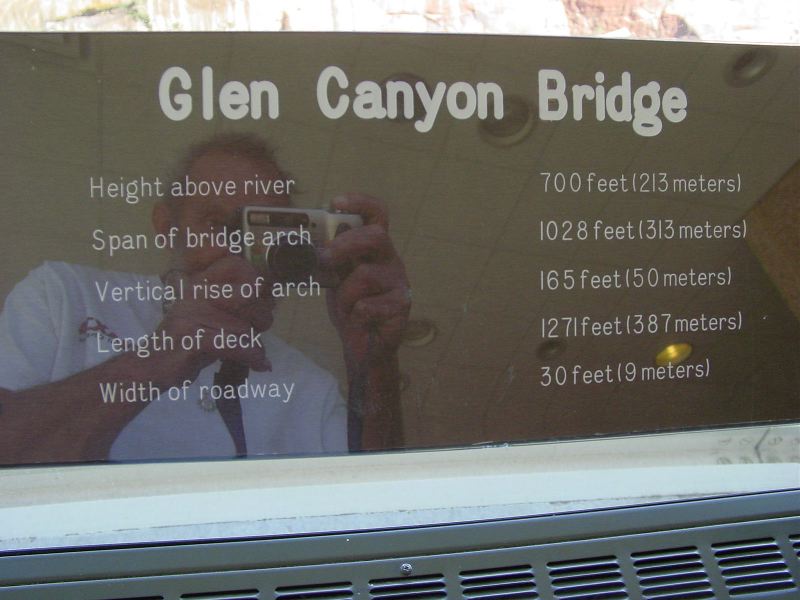 Glen Canyon Bridge
Height above river 700 feet (213 meters)
Span of bridge arch 1028 feet (313 meters)
Vertical rise of arch 165 feet (50 meters)
Length of deck 1271 feet (387 meters)
Width of roadway 30 feet (9 meters)